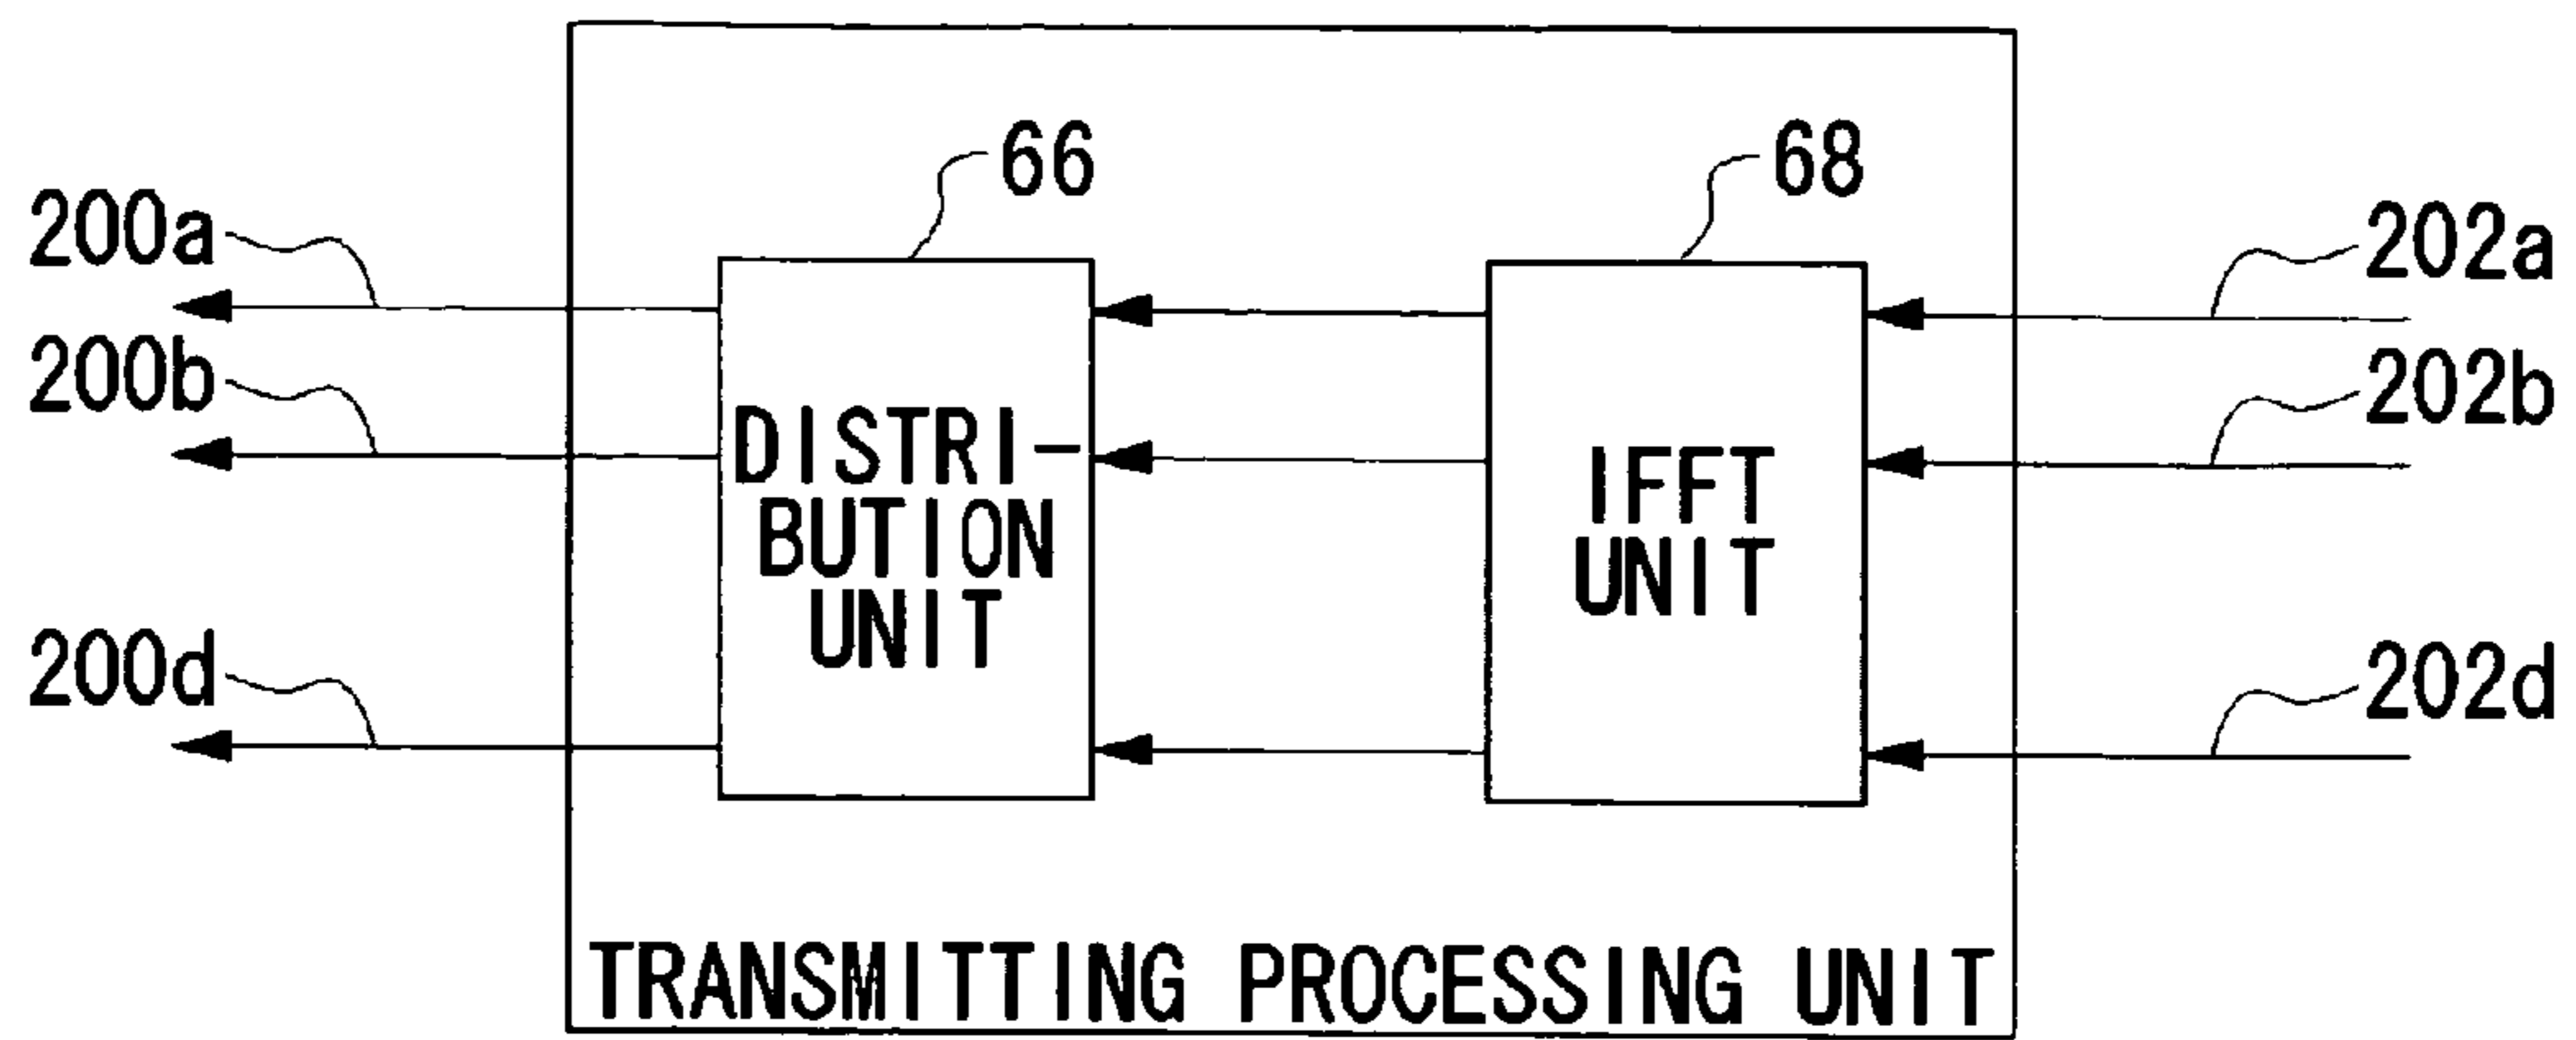 66
68
200a
202a
200b
202b
DISTRI-
BUTION
UNIT
IFFT
UNIT
200d
202d
TRANSMITTING PROCESSING UNIT